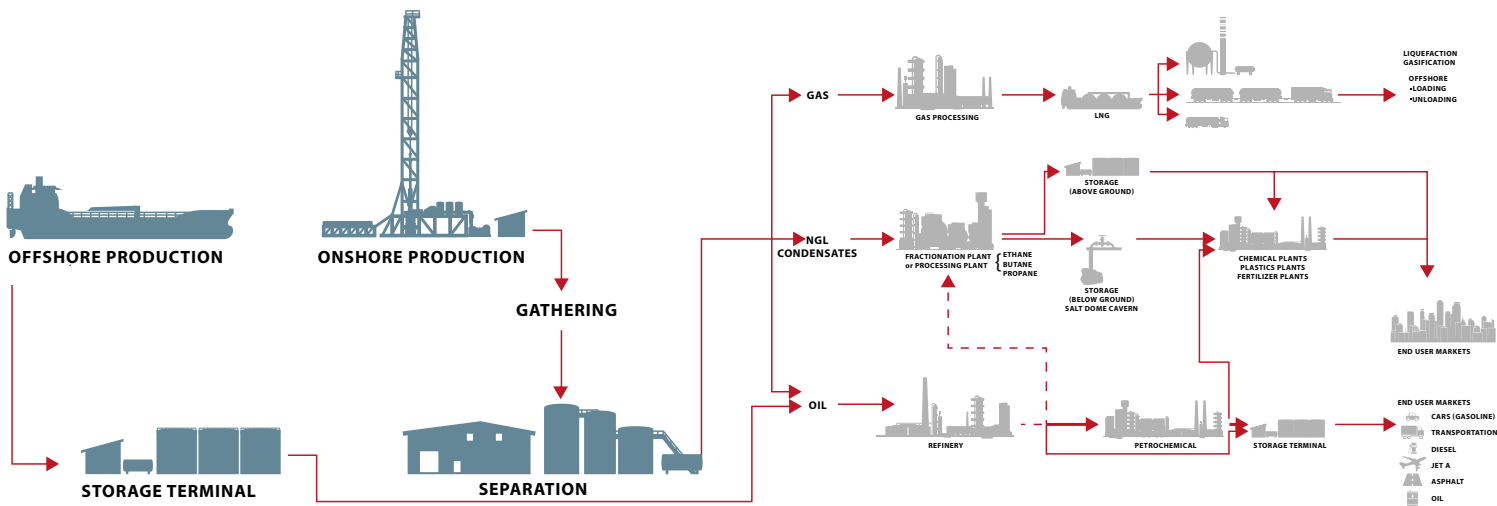 OFFSHORE PRODUCTION
ONSHORE PRODUCTION
GATHERING
STORAGE TERMINAL
SEPARATION
GAS
GAS PROCESSING
LNG
LIQUEFACTION
GASIFICATION
OFFSHORE
•LOADING
•UNLOADING
NGL
CONDENSATES
FRACTIONATION PLANT
or PROCESSING PLANT
{
ETHANE
BUTANE
PROPANE
STORAGE
(ABOVE GROUND)
STORAGE
(BELOW GROUND)
SALT DOME CAVERN
CHEMICAL PLANTS
PLASTICS PLANTS
FERTILIZER PLANTS
END USER MARKETS
OIL
REFINERY
PETROCHEMICAL
STORAGE TERMINAL
END USER MARKETS
CARS (GASOLINE)
TRANSPORTATION
DIESEL
JET A
ASPHALT
OIL